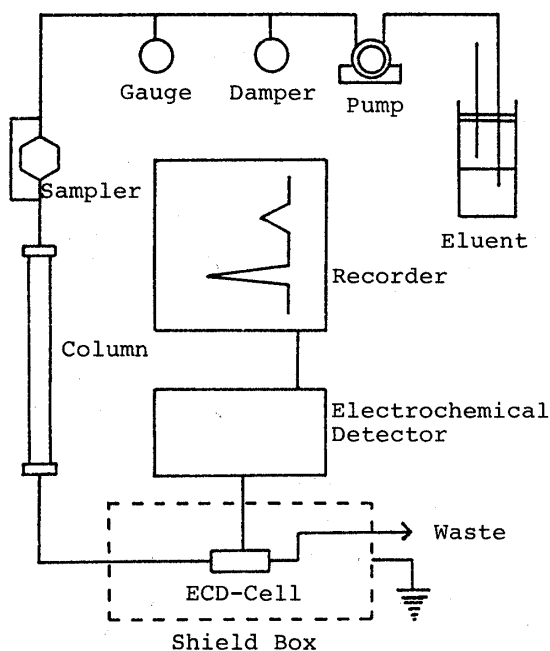 Gauge
Damper
Pump
Sampler
Eluent
Recorder
Column
Electrochemical
Detector
Waste
ECD-Cell
Shield Box